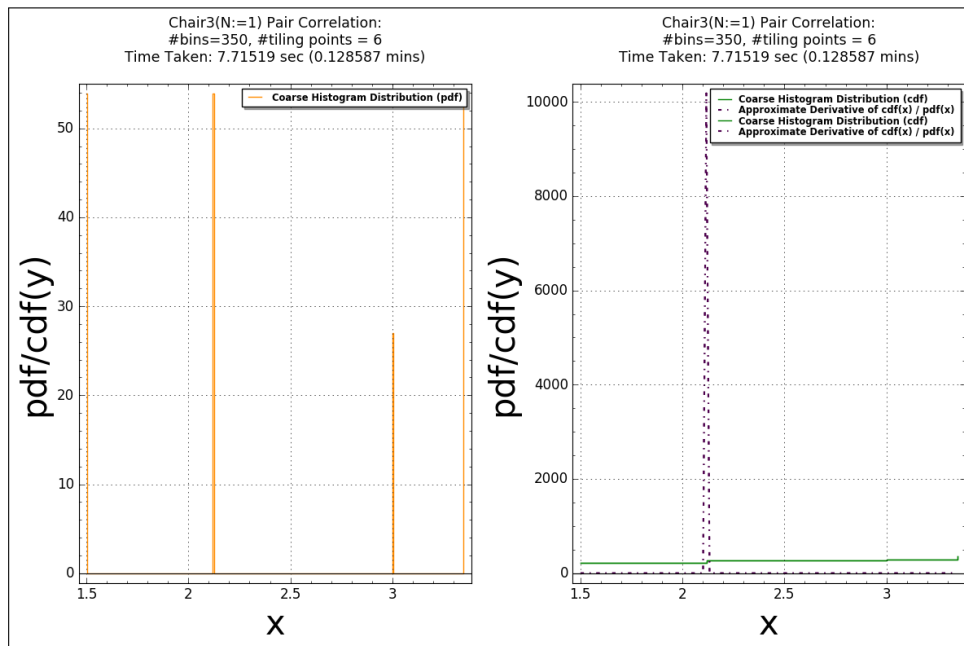 Chair3(N:=1) Pair Correlation:
#bins=350, #tiling points = 6
Time Taken: 7.71519 sec (0.128587 mins)
Coarse Histogram Distribution (pdf)
50
40
30
20
10
0
pdf/cdf(y)
1.5
2
2.5
3
x
Chair3(N:=1) Pair Correlation:
#bins=350, #tiling points = 6
Time Taken: 7.71519 sec (0.128587 mins)
Coarse Histogram Distribution (cdf)
Approximate Derivative of cdf(x) / pdf(x)
Coarse Histogram Distribution (cdf)
Approximate Derivative of cdf(x) / pdf(x)
10000
8000
6000
4000
2000
0
pdf/cdf(y)
1.5
2
2.5
3
x